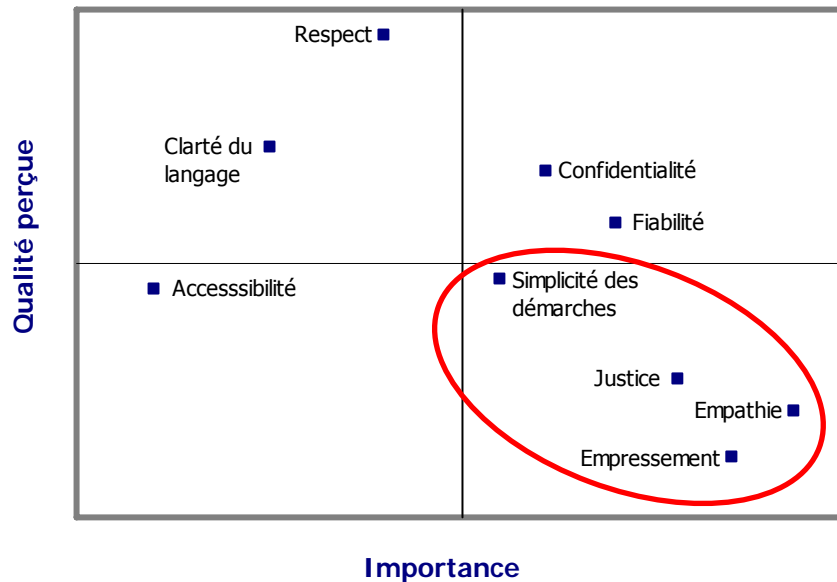 Respect
Clarté du
langage
Confidentialité
Fiabilité
Qualité perçue
Accesssibilité
Simplicité des
démarches
Justice
Empathie
Empressement
Importance